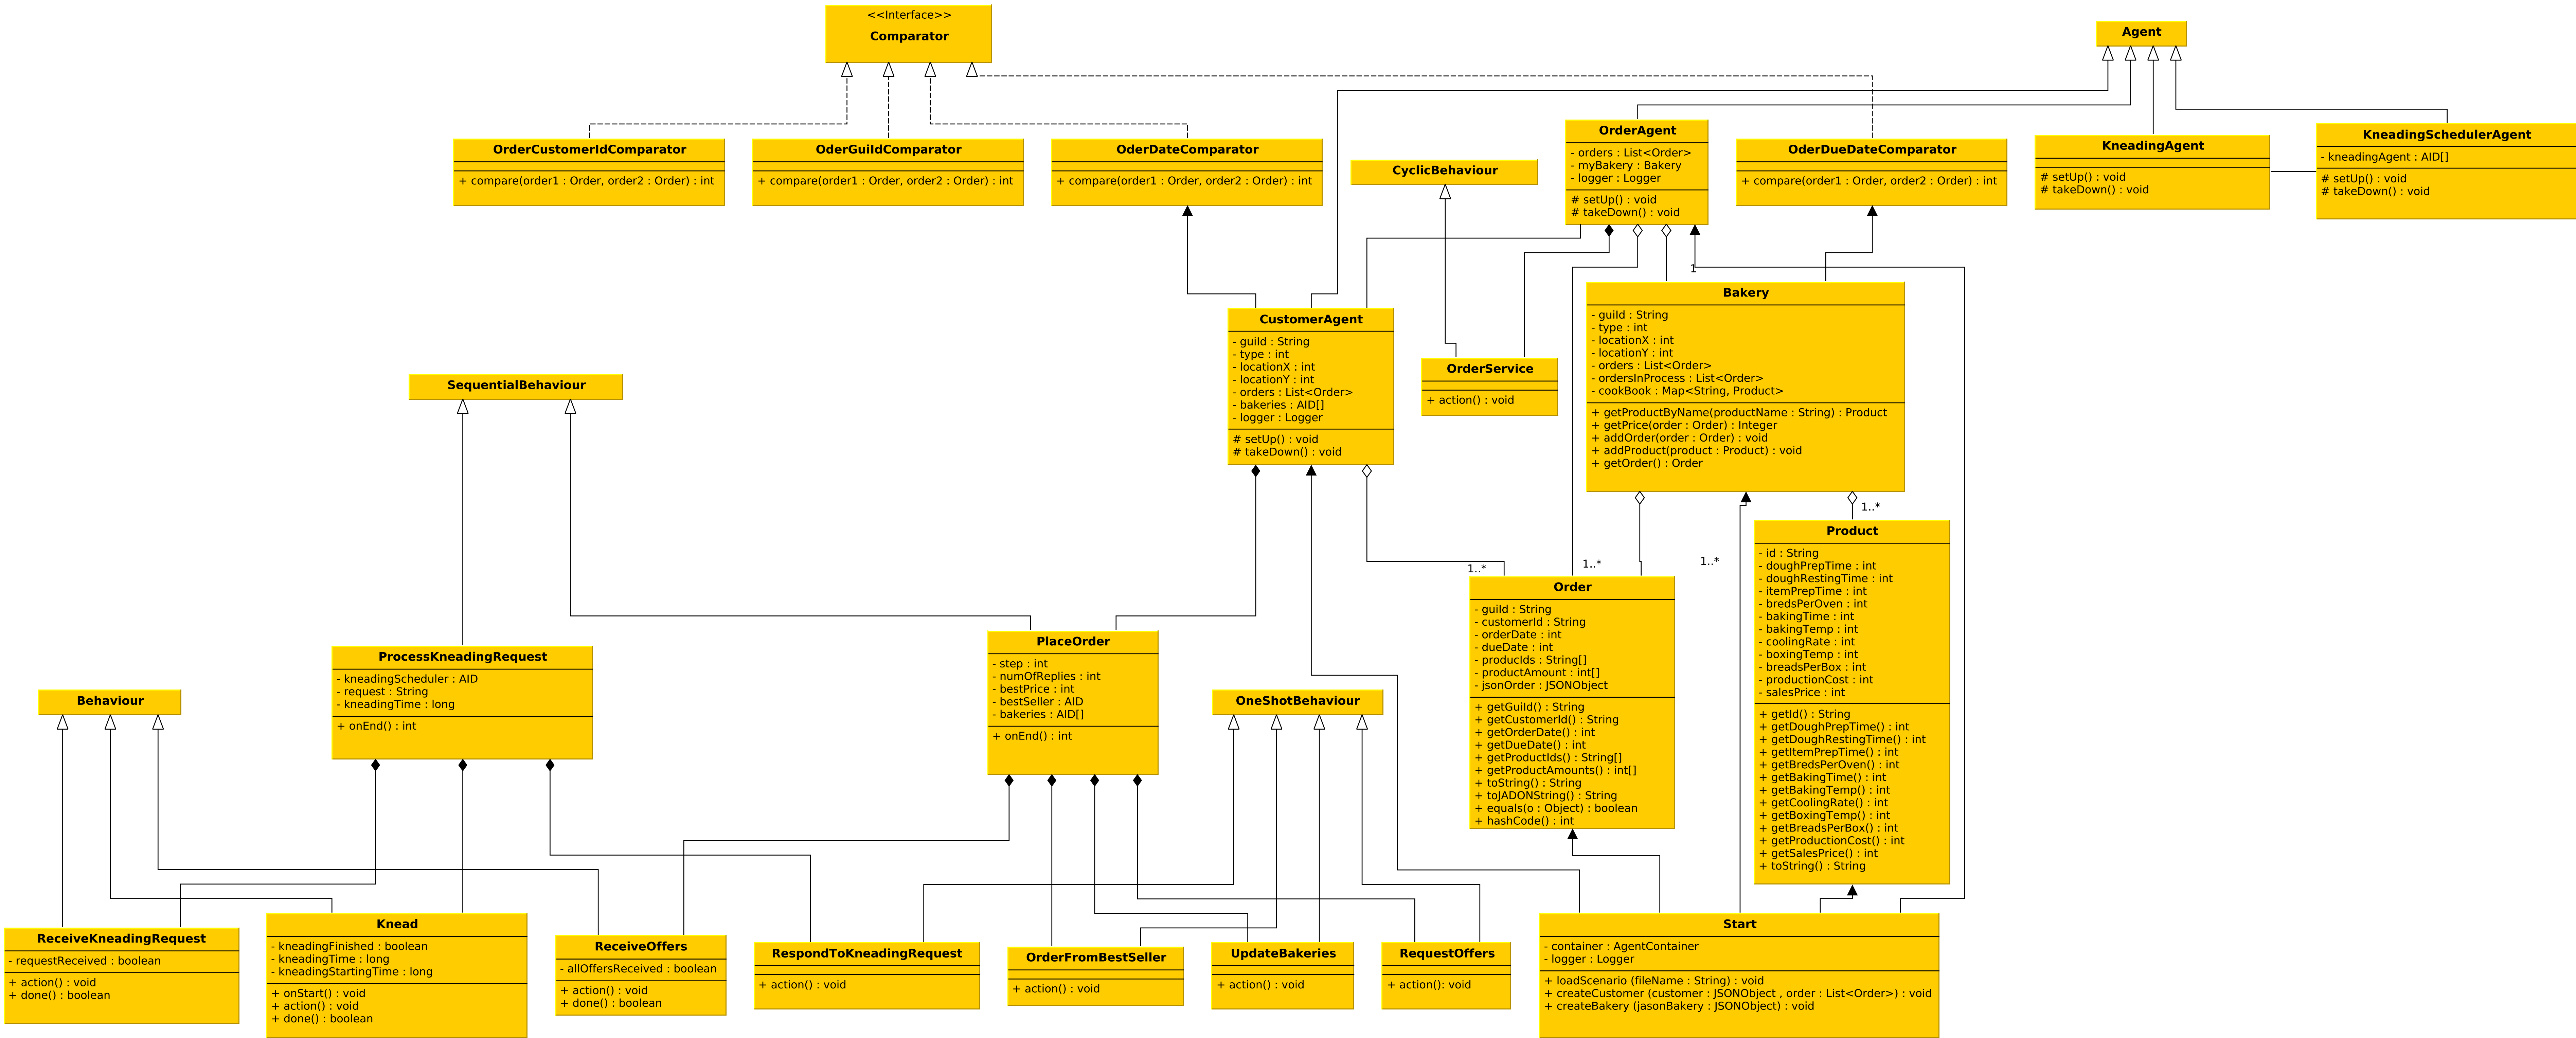 <<Interface>>
Comparator
Agent
OrderCustomerIdComparator
+ compare(order1 : Order, order2 : Order) : int
OderGuiIdComparator
+ compare(order1 : Order, order2 : Order) : int
OderDateComparator
+ compare(order1 : Order, order2 : Order) : int
CyclicBehaviour
OrderAgent
- orders : List<Order>
- myBakery : Bakery
- logger : Logger
# setUp() : void
# takeDown() : void
OderDueDateComparator
+ compare(order1 : Order, order2 : Order) : int
KneadingAgent
# setUp() : void
# takeDown() : void
KneadingSchedulerAgent
- kneadingAgent : AID[]
# setUp() : void
# takeDown() : void
1
CustomerAgent
- guiId : String
- type : int
- locationX : int
- locationY : int
- orders : List<Order>
- bakeries : AID[]
- logger : Logger
# setUp() : void
# takeDown() : void
OrderService
+ action() : void
Bakery
- guiId : String
- type : int
- locationX : int
- locationY : int
- orders : List<Order>
- ordersInProcess : List<Order>
- cookBook : Map<String, Product>
+ getProductByName(productName : String) : Product
+ getPrice(order : Order) : Integer
+ addOrder(order : Order) : void
+ addProduct(product : Product) : void
+ getOrder() : Order
SequentialBehaviour
1..*
1..*
1..*
1..*
Product
- id : String
- doughPrepTime : int
- doughRestingTime : int
- itemPrepTime : int
- bredsPerOven : int
- bakingTime : int
- bakingTemp : int
- coolingRate : int
- boxingTemp : int
- breadsPerBox : int
- productionCost : int
- salesPrice : int
+ getId() : String
+ getDoughPrepTime() : int
+ getDoughRestingTime() : int
+ getItemPrepTime() : int
+ getBredsPerOven() : int
+ getBakingTime() : int
+ getBakingTemp() : int
+ getCoolingRate() : int
+ getBoxingTemp() : int
+ getBreadsPerBox() : int
+ getProductionCost() : int
+ getSalesPrice() : int
+ toString() : String
Order
- guiId : String
- customerId : String
- orderDate : int
- dueDate : int
- producIds : String[]
- productAmount : int[]
- jsonOrder : JSONObject
+ getGuiId() : String
+ getCustomerId() : String
+ getOrderDate() : int
+ getDueDate() : int
+ getProductIds() : String[]
+ getProductAmounts() : int[]
+ toString() : String
+ toJADONString() : String
+ equals(o : Object) : boolean
+ hashCode() : int
ProcessKneadingRequest
- kneadingScheduler : AID
- request : String
- kneadingTime : long
+ onEnd() : int
PlaceOrder
- step : int
- numOfReplies : int
- bestPrice : int
- bestSeller : AID
- bakeries : AID[]
+ onEnd() : int
Behaviour
OneShotBehaviour
ReceiveKneadingRequest
- requestReceived : boolean
+ action() : void
+ done() : boolean
Knead
- kneadingFinished : boolean
- kneadingTime : long
- kneadingStartingTime : long
+ onStart() : void
+ action() : void
+ done() : boolean
ReceiveOffers
- allOffersReceived : boolean
+ action() : void
+ done() : boolean
RespondToKneadingRequest
+ action() : void
OrderFromBestSeller
+ action() : void
UpdateBakeries
+ action() : void
RequestOffers
+ action(): void
Start
- container : AgentContainer
- logger : Logger
+ loadScenario (fileName : String) : void
+ createCustomer (customer : JSONObject , order : List<Order>) : void
+ createBakery (jasonBakery : JSONObject) : void